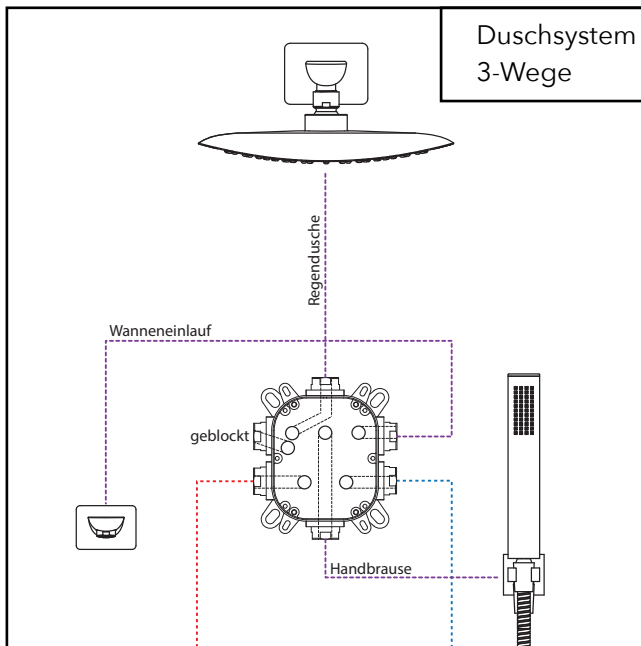 Duschsystem
3-Wege
Regendusche
Wanneneinlauf
geblockt
Handbrause